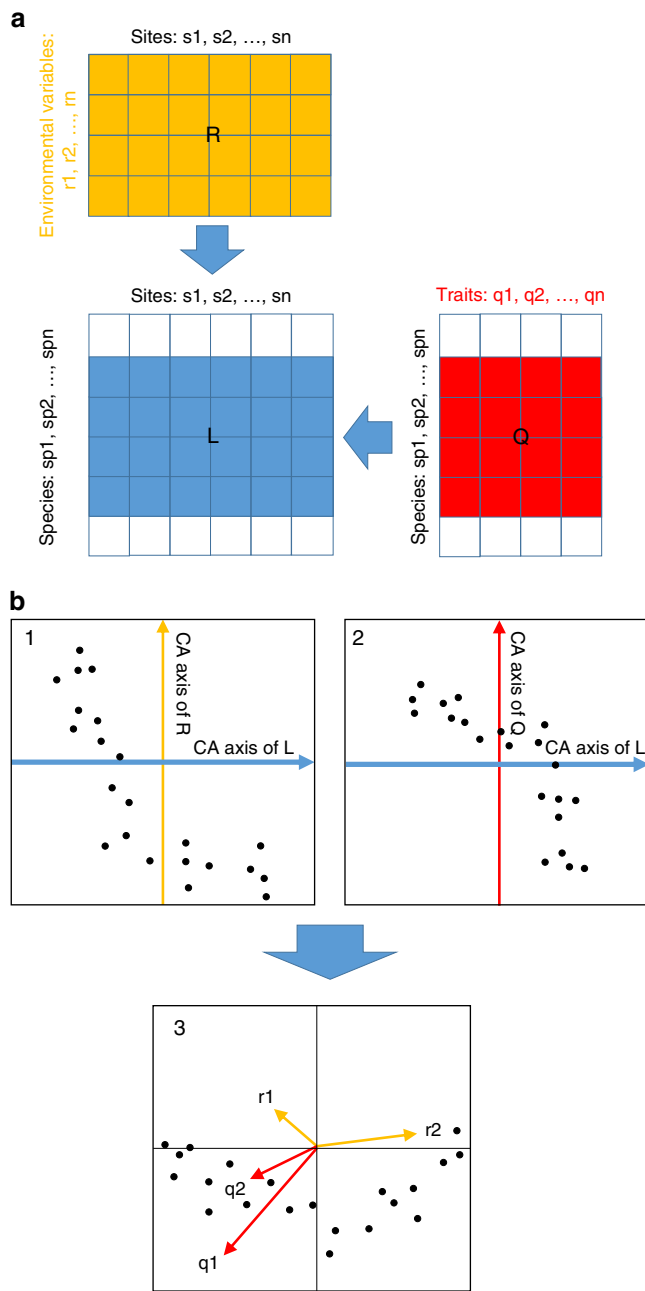 a
Sites: s1, s2, …, sn
Environmental variables:
r1, r2, …, rn
R
Sites: s1, s2, …, sn
Species: sp1, sp2, …, spn
L
Traits: q1, q2, …, qn
Species: sp1, sp2, …, spn
Q
b
1
CA axis of R
CA axis of L
2
CA axis of Q
CA axis of L
3
r1
r2
q2
q1